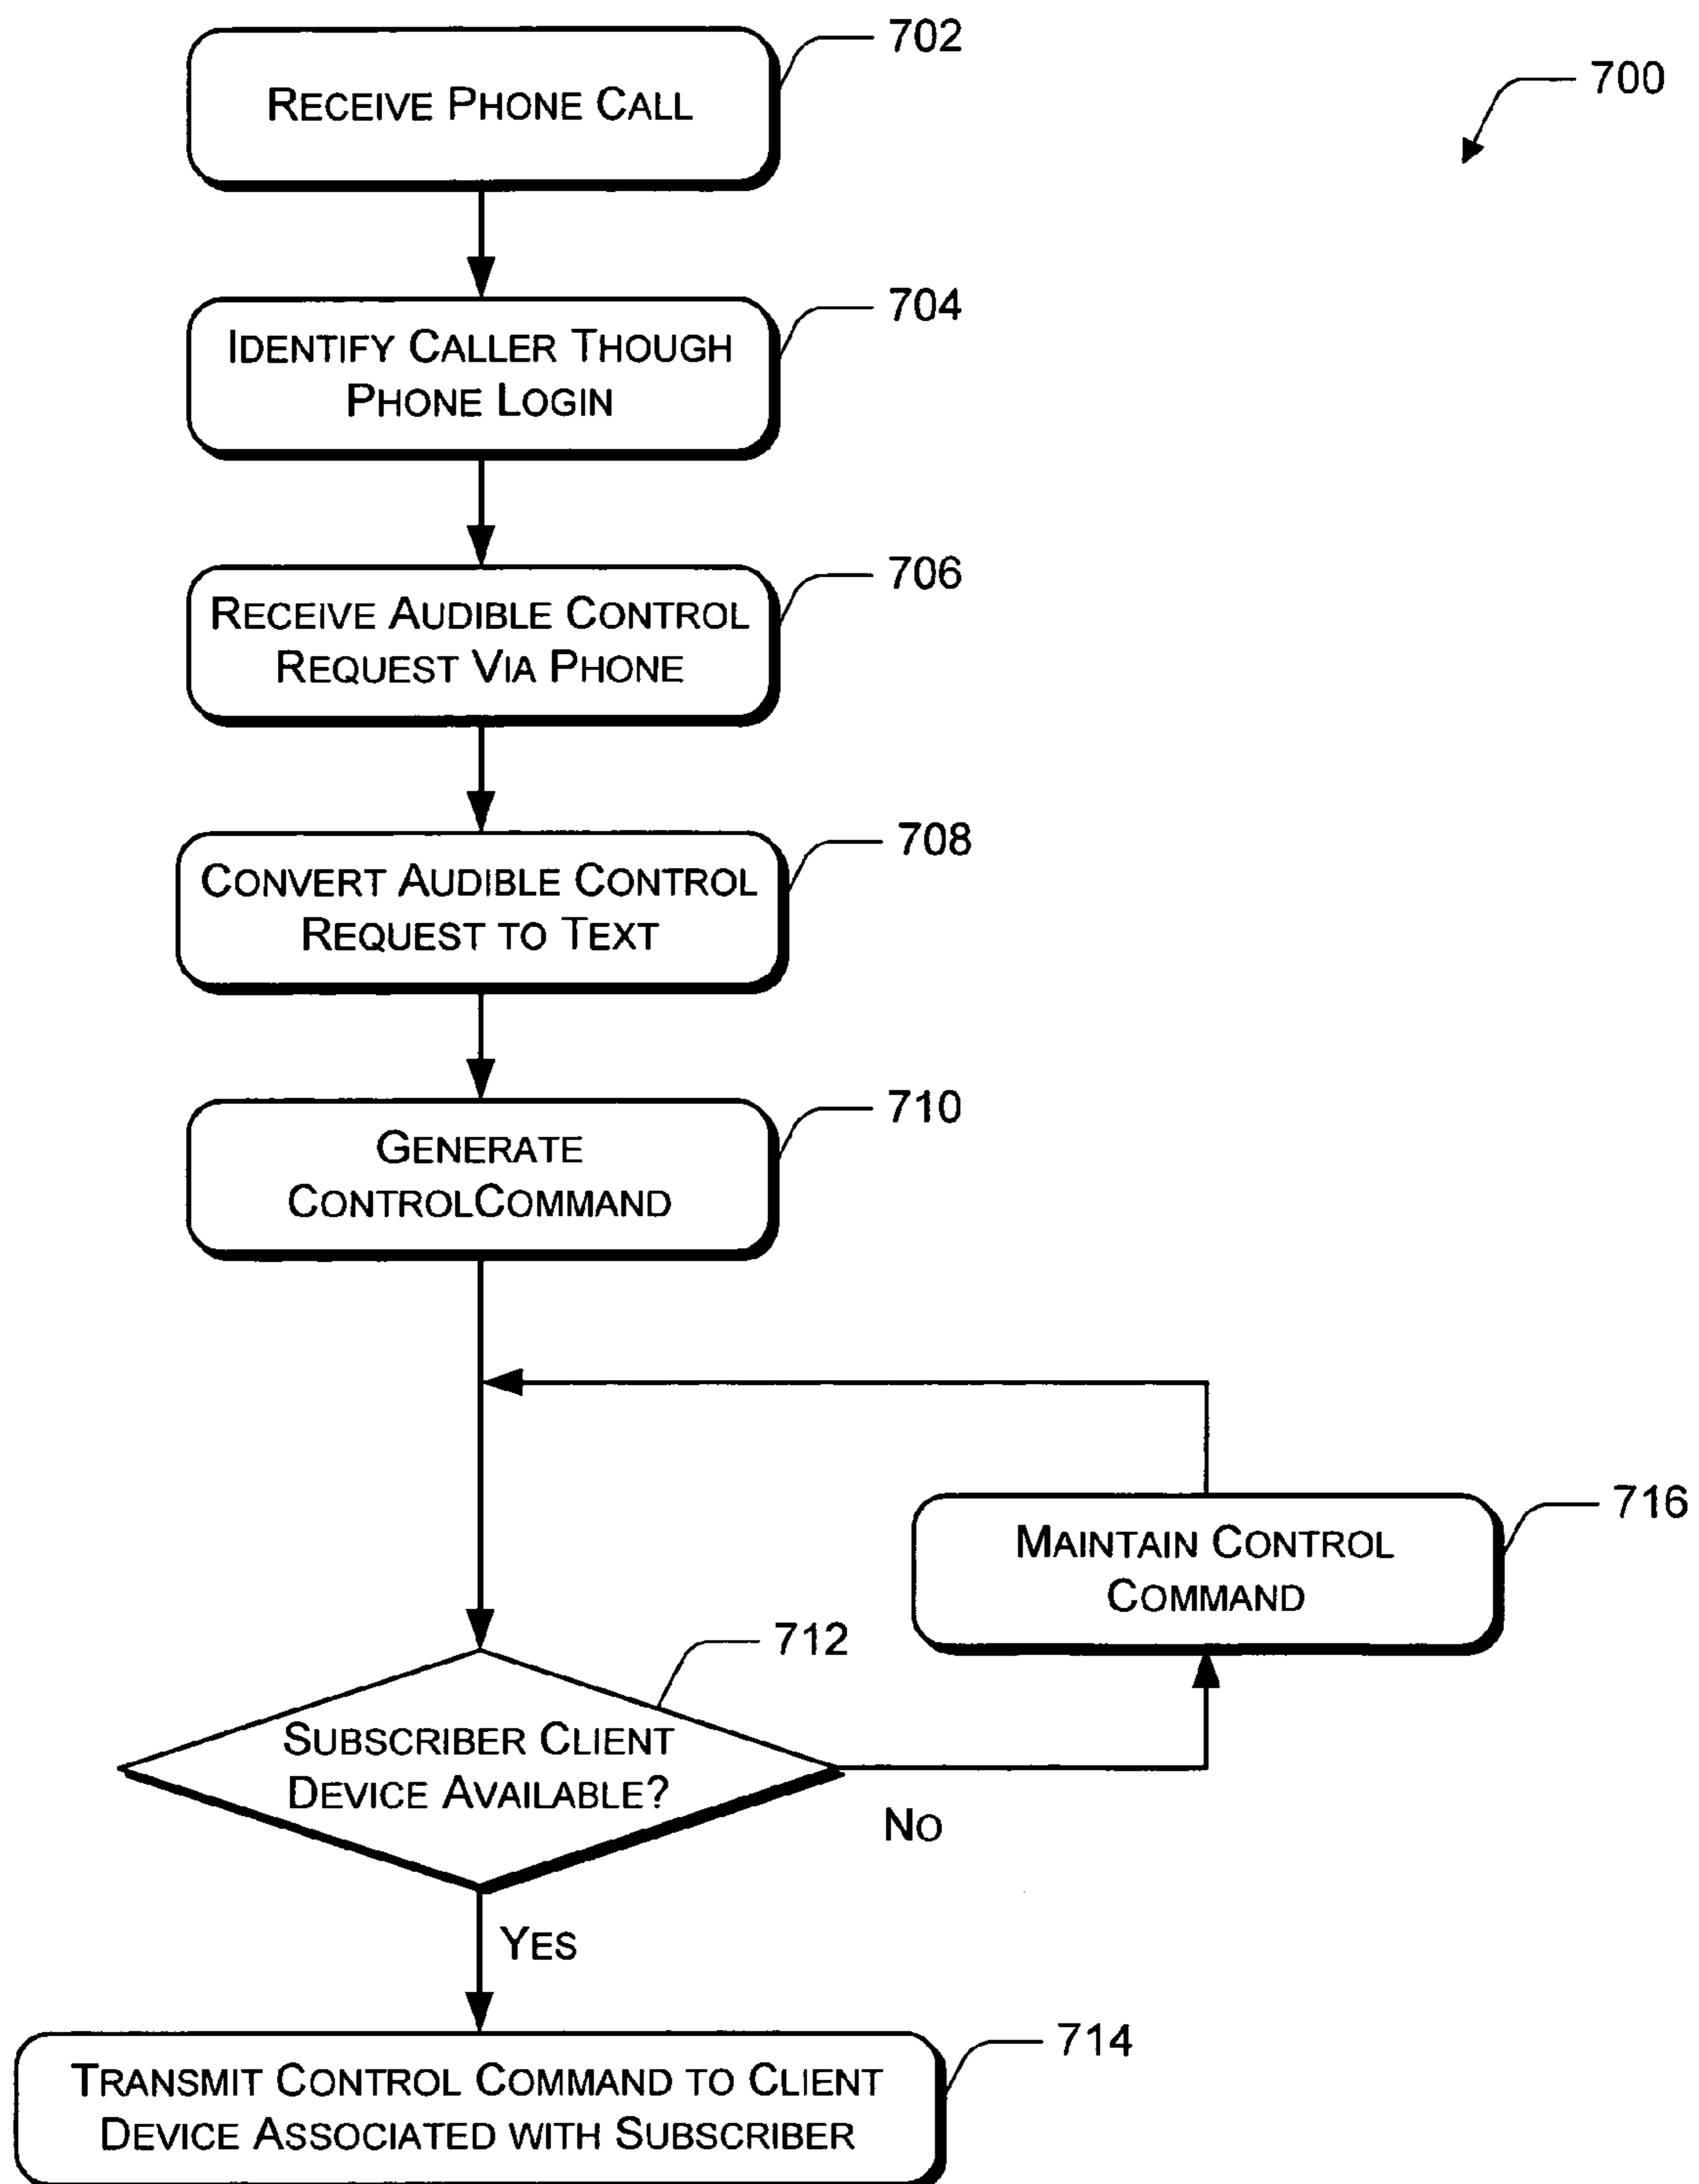 702
700
RECEIVE PHONE CALL
704
IDENTIFY CALLER THOUGH
PHONE LOGIN
706
RECEIVE AUDIBLE CONTROL
REQUEST VIA PHONE
708
CONVERT AUDIBLE CONTROL
REQUEST TO TEXT
710
GENERATE
CONTROLCOMMAND
716
MAINTAIN CONTROL
COMMAND
712
SUBSCRIBER CLIENT
DEVICE AVAILABLE?
NO
YES
714
TRANSMIT CONTROL COMMAND TO CLIENT
DEVICE ASSOCIATED WITH SUBSCRIBER